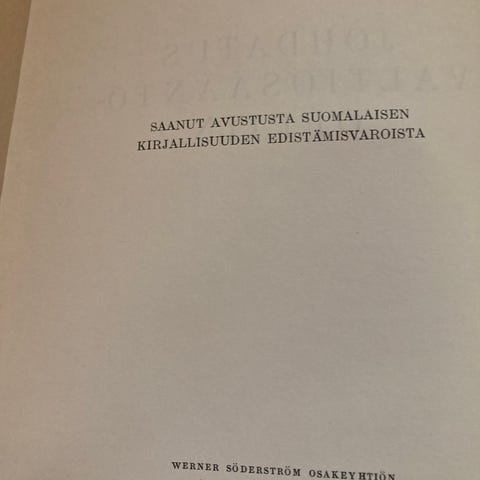 SAANUT AVUSTUSTA SUOMALAISEN
KIRJALLISUUDEN EDISTÄMISVAROISTA
WERNER SÖDERSTRÖM OSAKEYHTIÖN